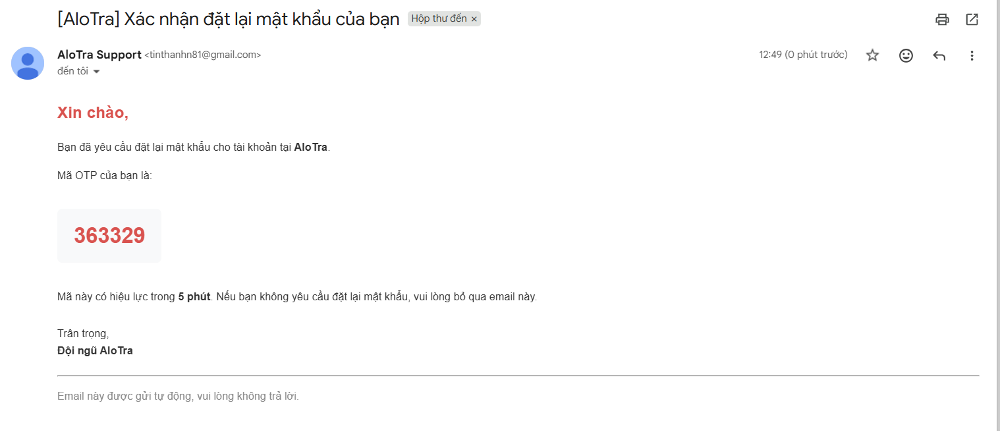 [AloTra] Xác nhận đặt lại mật khẩu của bạn Hộp thư đến ×
AloTra Support <tinthanhn81@gmail.com> 12:49 (0 phút trước)
đến tôi
Xin chào,
Bạn đã yêu cầu đặt lại mật khẩu cho tài khoản tại AloTra.
Mã OTP của bạn là:
363329
Mã này có hiệu lực trong 5 phút. Nếu bạn không yêu cầu đặt lại mật khẩu, vui lòng bỏ qua email này.
Trân trọng,
Đội ngũ AloTra
Email này được gửi tự động, vui lòng không trả lời.